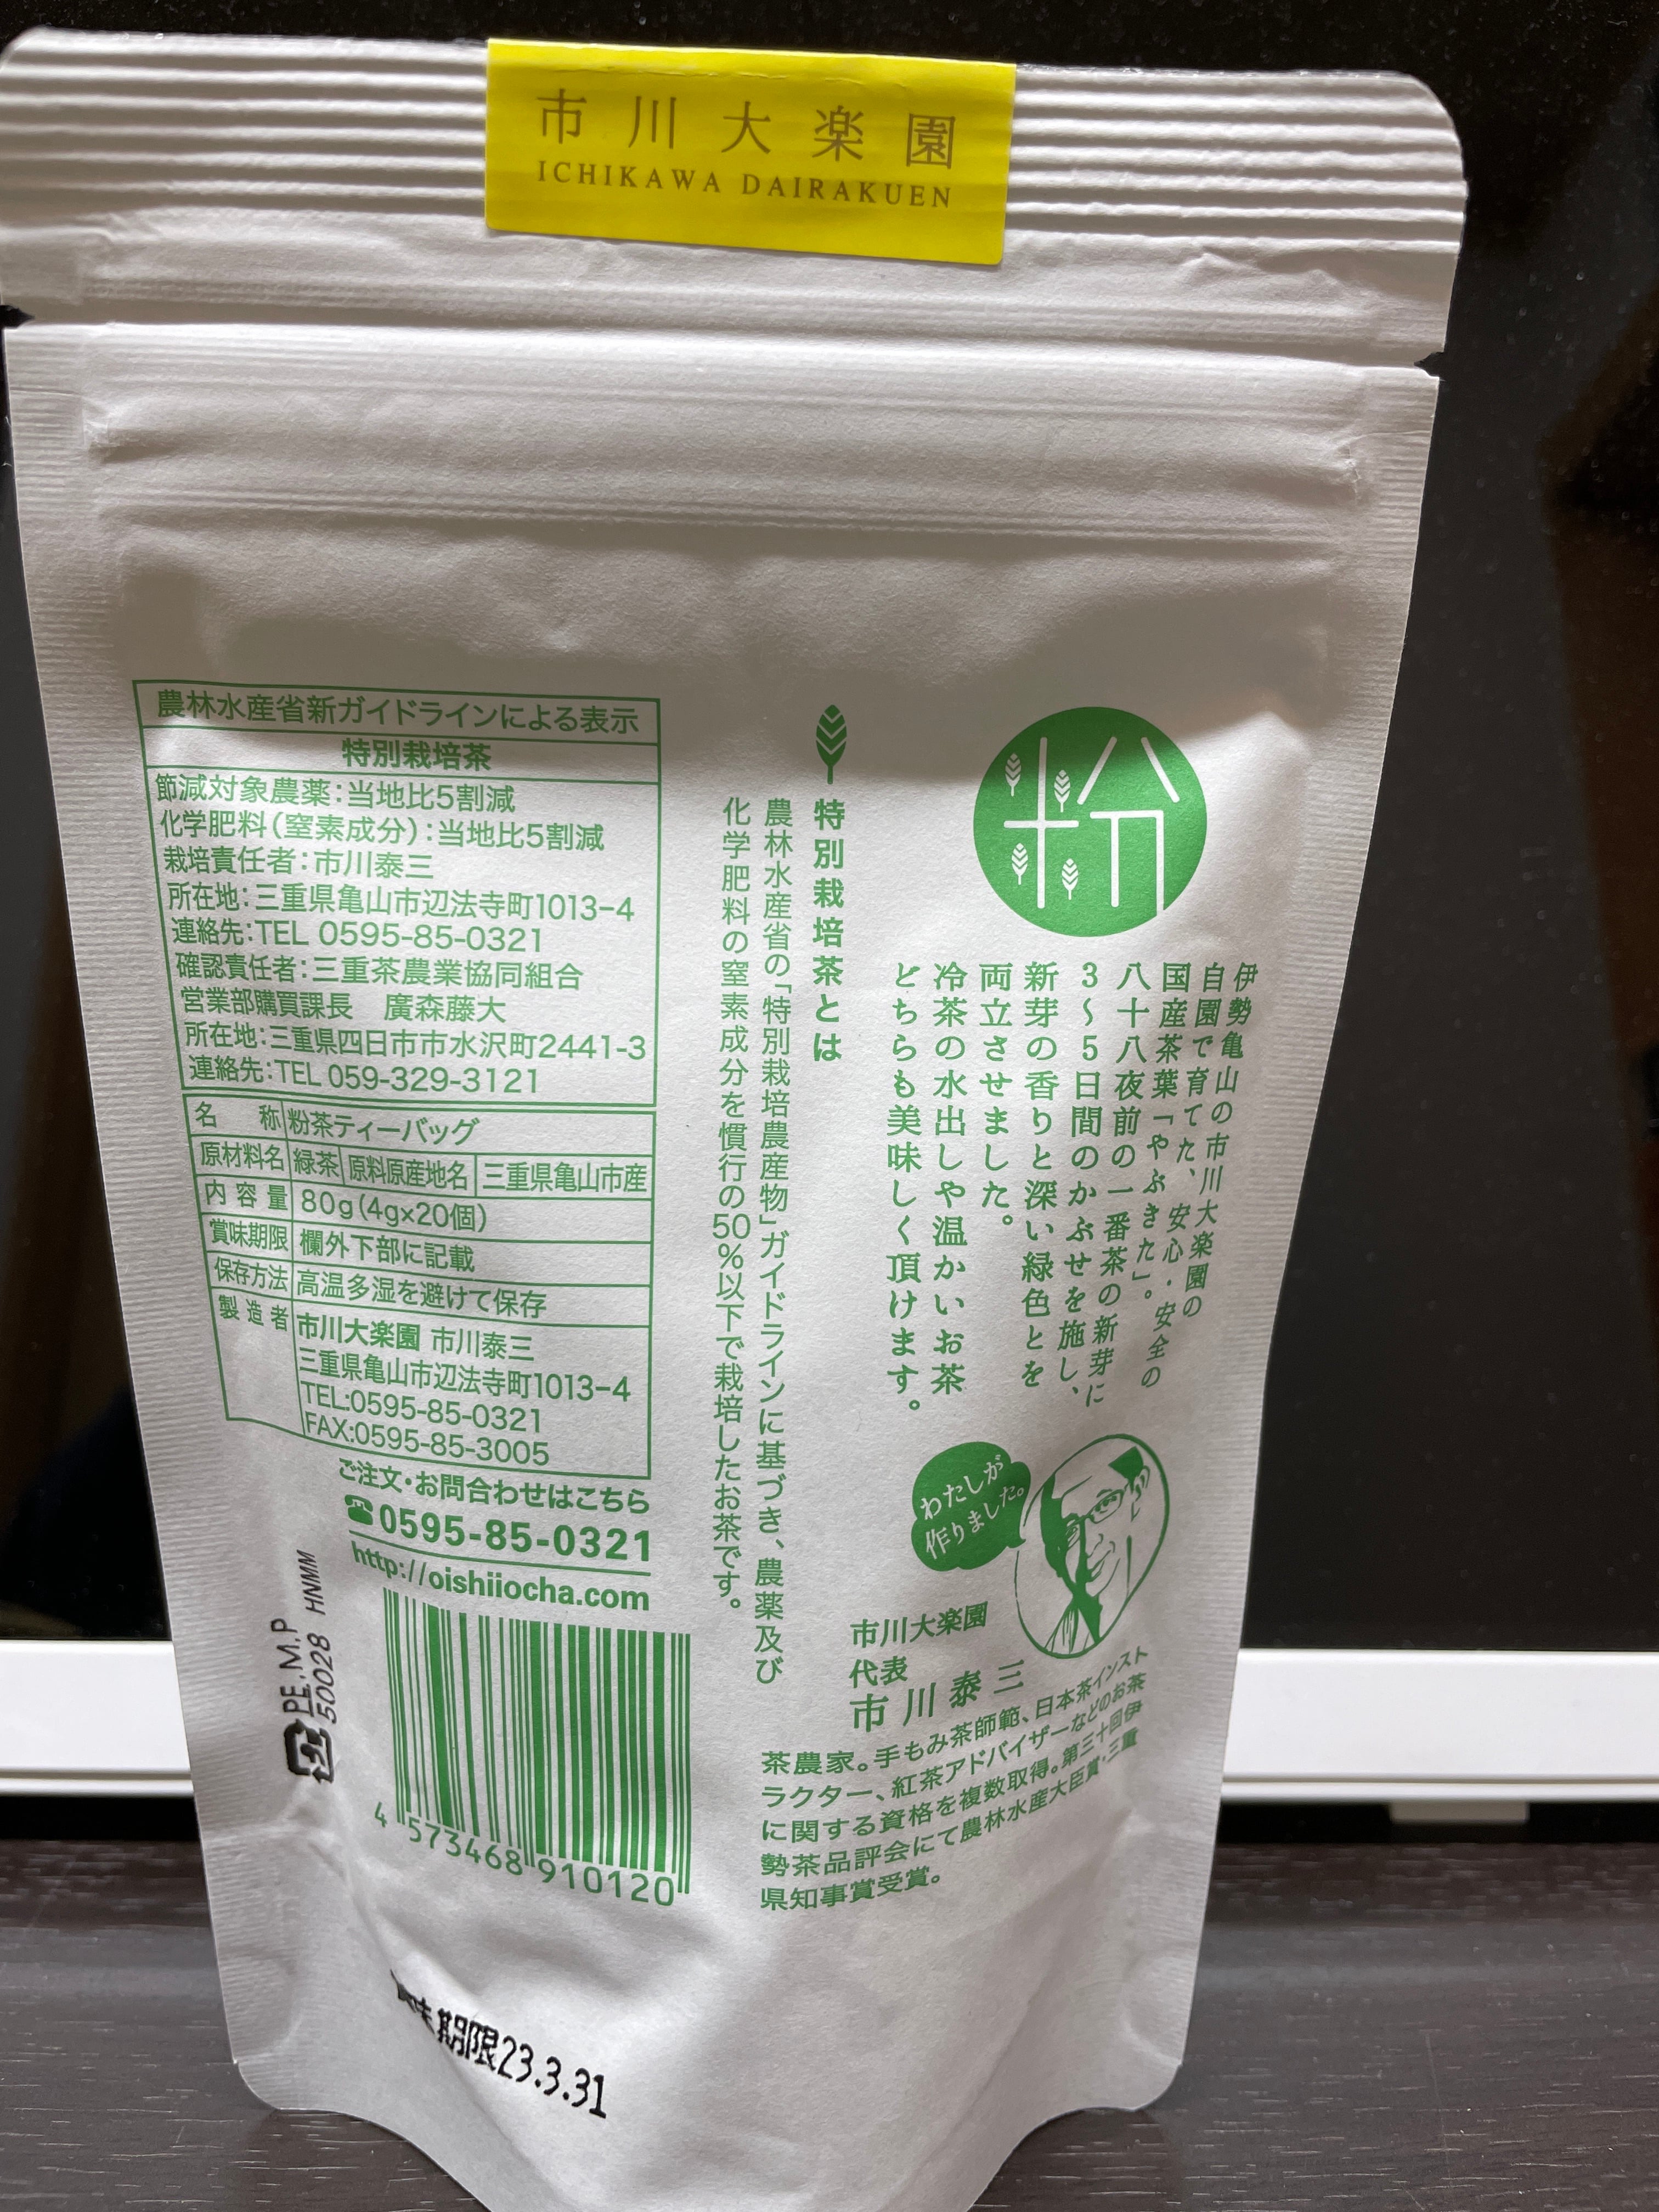 市川大楽園
ICHIKAWA DAIRAKUEN
粉
伊勢亀山の市川大楽園の
自園で育てた、安心・安全の
国産茶葉「やぶきた」。
八十八夜前の一番茶の新芽に
3〜5日間のかぶせを施し、
新芽の香りと深い緑色とを
両立させました。
冷茶の水出しや温かいお茶
どちらも美味しく頂けます。
わたしが
作りました。
市川大楽園
代表
市川泰三
茶農家。手もみ茶師範、日本茶インスト
ラクター、紅茶アドバイザーなどのお茶
に関する資格を複数取得。第三十回伊
勢茶品評会にて農林水産大臣賞・三重
県知事賞受賞。
特別栽培茶とは
農林水産省の「特別栽培農産物」ガイドラインに基づき、農薬及び
化学肥料の窒素成分を慣行の50%以下で栽培したお茶です。
農林水産省新ガイドラインによる表示
特別栽培茶
節減対象農薬:当地比5割減
化学肥料(窒素成分):当地比5割減
栽培責任者:市川泰三
所在地:三重県亀山市辺法寺町1013-4
連絡先:TEL 0595-85-0321
確認責任者:三重茶農業協同組合
営業部購買課長 廣森藤大
所在地:三重県四日市市水沢町2441-3
連絡先:TEL 059-329-3121
名称 粉茶ティーバッグ
原材料名 緑茶 原料原産地名 三重県亀山市産
内容量 80g(4g×20個)
賞味期限 欄外下部に記載
保存方法 高温多湿を避けて保存
製造者 市川大楽園 市川泰三
三重県亀山市辺法寺町1013-4
TEL:0595-85-0321
FAX:0595-85-3005
ご注文・お問合わせはこちら
☎0595-85-0321
http://oishiiocha.com
PE.M.P
50028 HNMM
4 573468 910120
賞味期限23.3.31